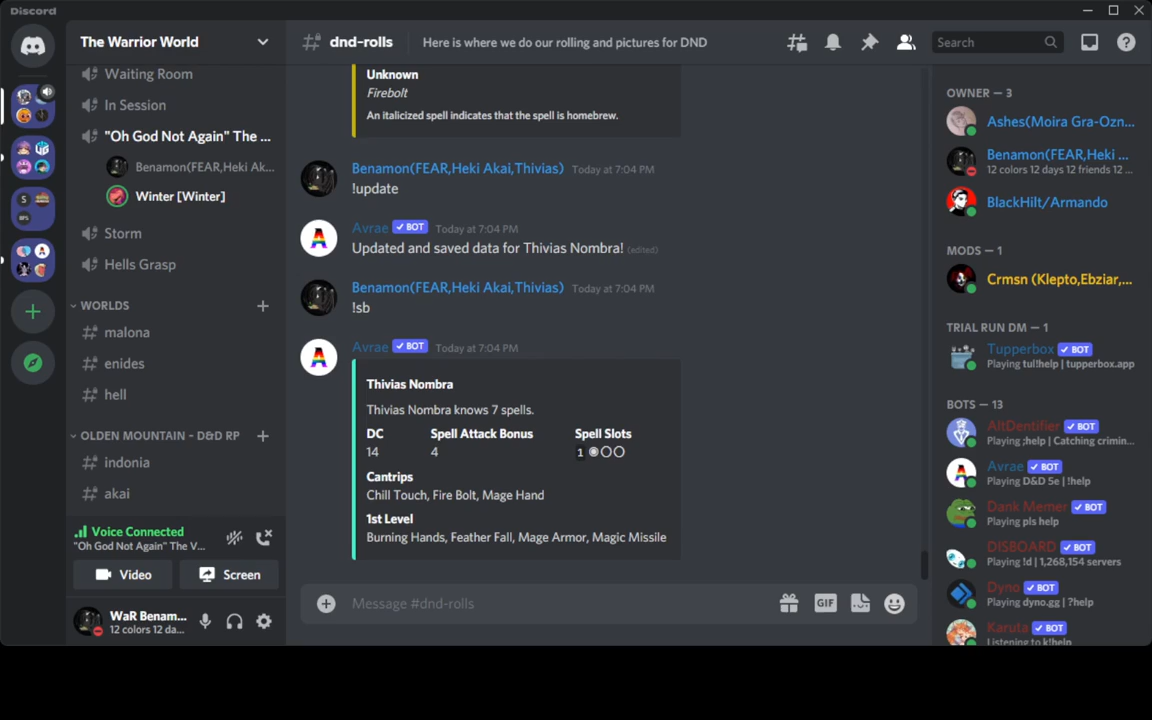 Discord
The Warrior World
Waiting Room
In Session
"Oh God Not Again" The ...
Benamon(FEAR,Heki Ak...
Winter [Winter]
Storm
Hells Grasp
WORLDS
malona
enides
hell
OLDEN MOUNTAIN - D&D RP
indonia
akai
Voice Connected
"Oh God Not Again" The V...
Video
Screen
WaR Benam...
12 colors 12 da...
dnd-rolls
Here is where we do our rolling and pictures for DND
Search
Unknown
Firebolt
An italicized spell indicates that the spell is homebrew.
Benamon(FEAR,Heki Akai,Thivias) Today at 7:04 PM
!update
A
Avrae BOT Today at 7:04 PM
Updated and saved data for Thivias Nombra! (edited)
Benamon(FEAR,Heki Akai,Thivias) Today at 7:04 PM
!sb
A
Avrae BOT Today at 7:04 PM
Thivias Nombra
Thivias Nombra knows 7 spells.
DC Spell Attack Bonus Spell Slots
14 4 1 ◉〇〇
Cantrips
Chill Touch, Fire Bolt, Mage Hand
1st Level
Burning Hands, Feather Fall, Mage Armor, Magic Missile
Message #dnd-rolls
GIF
OWNER — 3
Ashes(Moira Gra-Ozn...
Benamon(FEAR,Heki ...
12 colors 12 days 12 friends 12 ...
BlackHilt/Armando
MODS — 1
Crmsn (Klepto,Ebziar,...
TRIAL RUN DM — 1
Tupperbox BOT
Playing tul!help | tupperbox.app
BOTS — 13
AltDentifier BOT
Playing ;help | Catching crimin...
A
Avrae BOT
Playing D&D 5e | !help
Dank Memer BOT
Playing pls help
DISBOARD BOT
Playing !d | 1,268,154 servers
Dyno BOT
Playing dyno.gg | ?help
Karuta BOT
Listening to k!help